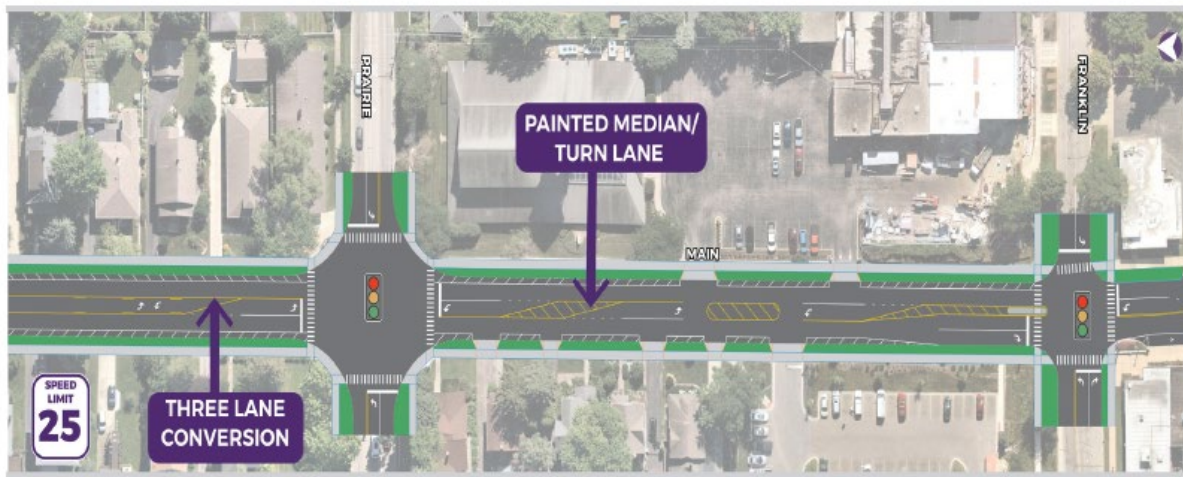 PRAIRIE
FRANKLIN
PAINTED MEDIAN/
TURN LANE
MAIN
SPEED
LIMIT
25
THREE LANE
CONVERSION